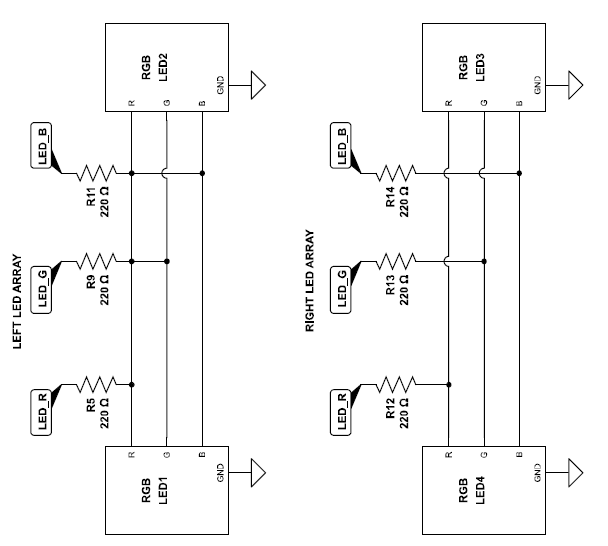 LEFT LED ARRAY
LED_R
R5
220 Ω
LED_G
R9
220 Ω
LED_B
R11
220 Ω
RGB
LED1
R
G
B
GND
RGB
LED2
R
G
B
GND
RIGHT LED ARRAY
LED_R
R12
220 Ω
LED_G
R13
220 Ω
LED_B
R14
220 Ω
RGB
LED4
R
G
B
GND
RGB
LED3
R
G
B
GND